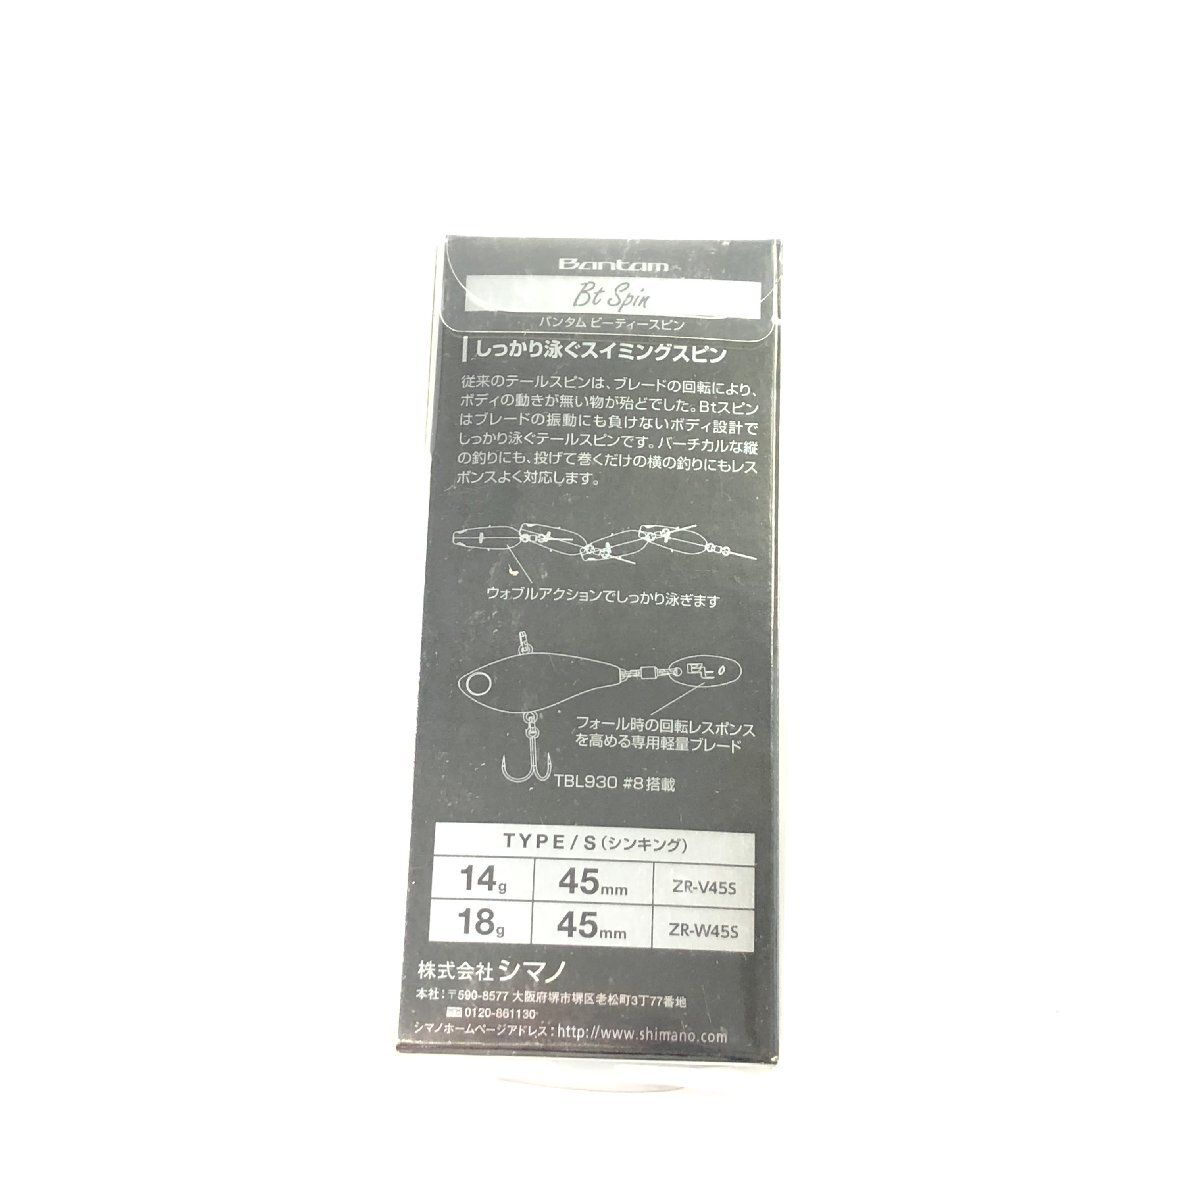 Bantam
Bt Spin
バンタム ビーティースピン
しっかり泳ぐスイミングスピン
従来のテールスピンは、ブレードの回転により、
ボディの動きが無い物が殆どでした。Btスピン
はブレードの振動にも負けないボディ設計で
しっかり泳ぐテールスピンです。バーチカルな縦
の釣りにも、投げて巻くだけの横の釣りにもレス
ポンスよく対応します。
ウォブルアクションでしっかり泳ぎます
Bt
フォール時の回転レスポンス
を高める専用軽量ブレード
TBL930 #8搭載
TYPE/S(シンキング)
14g 45mm ZR-V45S
18g 45mm ZR-W45S
株式会社 シマノ
本社:〒590-8577 大阪府堺市堺区老松町3丁77番地
0120-861130
シマノホームページアドレス:http://www.shimano.com